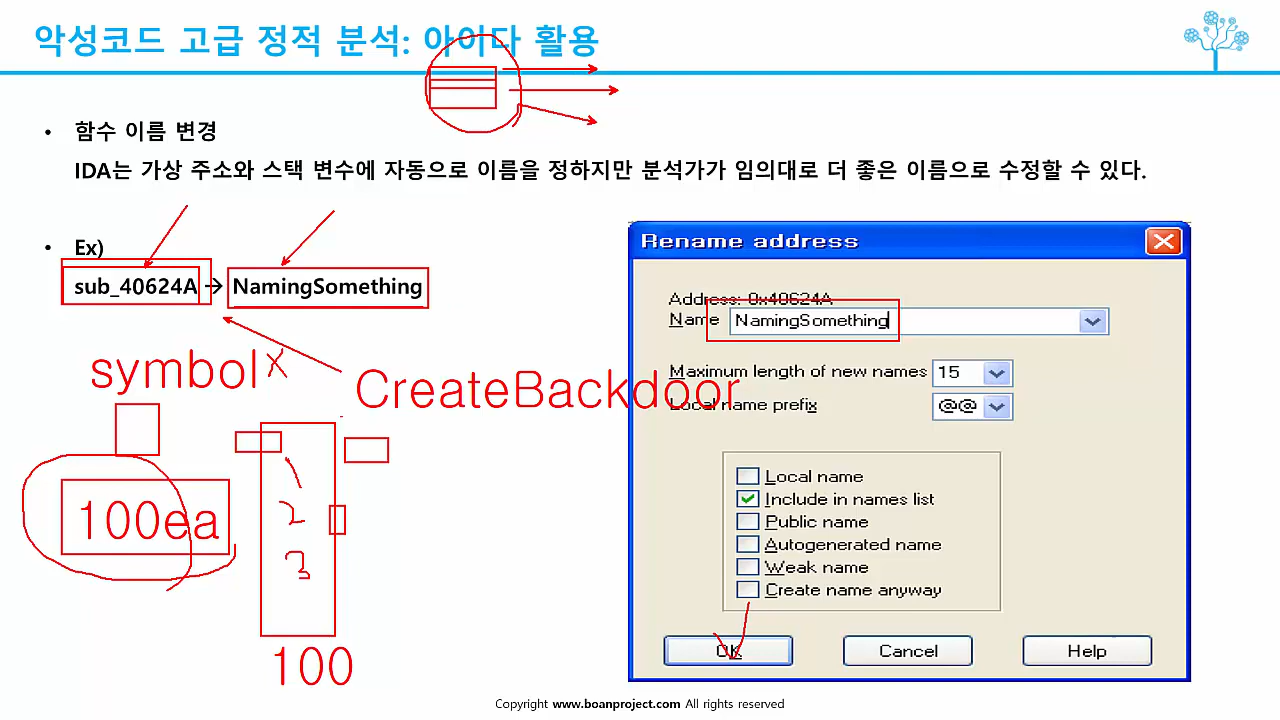 악성코드 고급 정적 분석: 아이다 활용
• 함수 이름 변경
IDA는 가상 주소와 스택 변수에 자동으로 이름을 정하지만 분석가가 임의대로 더 좋은 이름으로 수정할 수 있다.
• Ex)
sub_40624A → NamingSomething
symbol X
CreateBackdoor
100ea
2
3
100
Rename address
Address: 0x40624A
Name NamingSomething
Maximum length of new names 15
Local name prefix @@
Local name
Include in names list
Public name
Autogenerated name
Weak name
Create name anyway
OK Cancel Help
Copyright www.boanproject.com All rights reserved